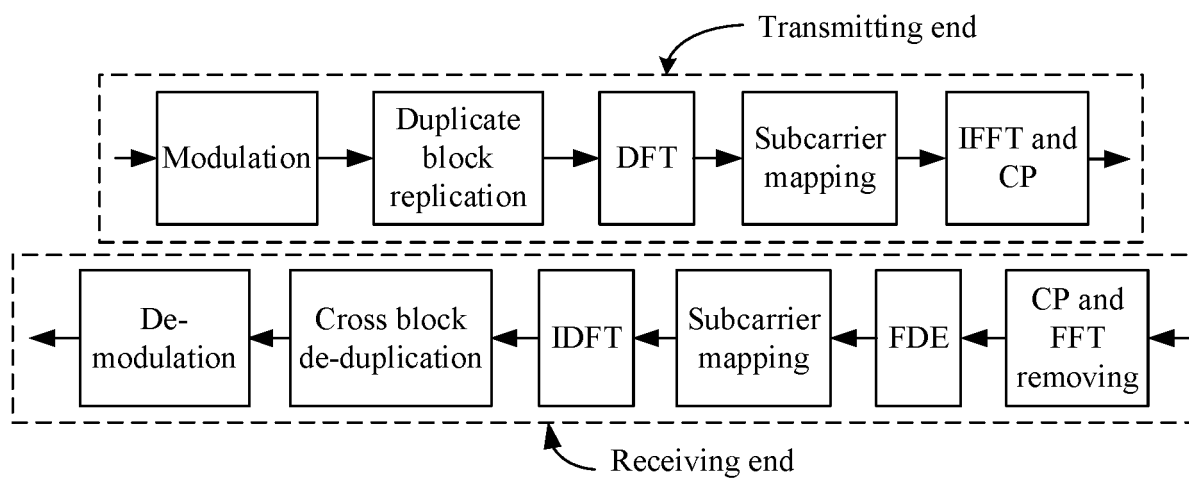 Transmitting end
Modulation
Duplicate
block
replication
DFT
Subcarrier
mapping
IFFT and
CP
De-
modulation
Cross block
de-duplication
IDFT
Subcarrier
mapping
FDE
CP and
FFT
removing
Receiving end